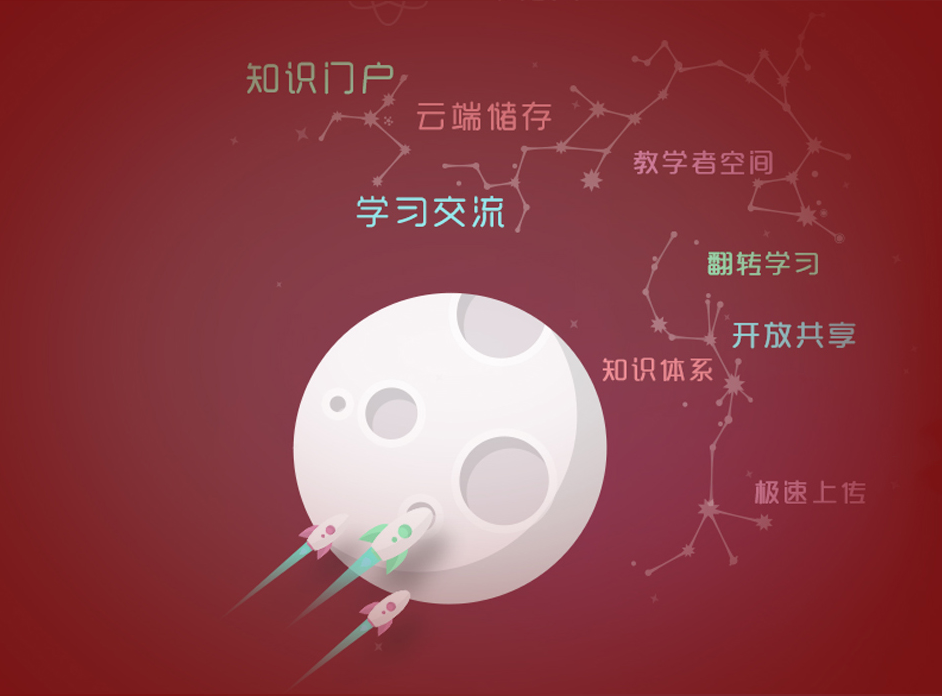 知识门户
云端储存
教学者空间
学习交流
翻转学习
开放共享
知识体系
极速上传